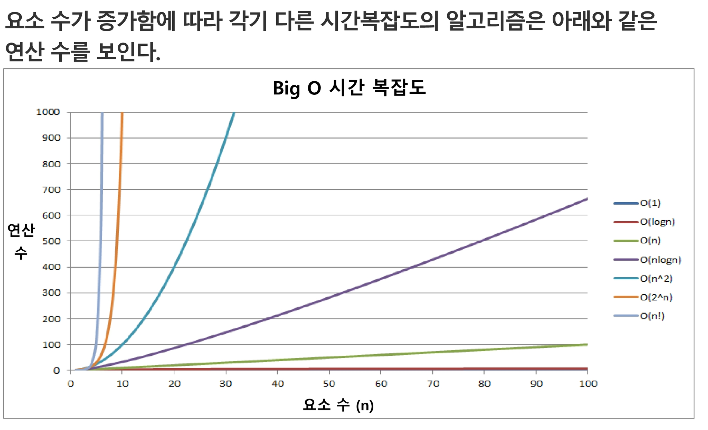 요소 수가 증가함에 따라 각기 다른 시간복잡도의 알고리즘은 아래와 같은
연산 수를 보인다.
Big O 시간 복잡도
1000
900
800
700
600
500
400
300
200
100
0
연산
수
0 10 20 30 40 50 60 70 80 90 100
요소 수 (n)
O(1)
O(logn)
O(n)
O(nlogn)
O(n^2)
O(2^n)
O(n!)